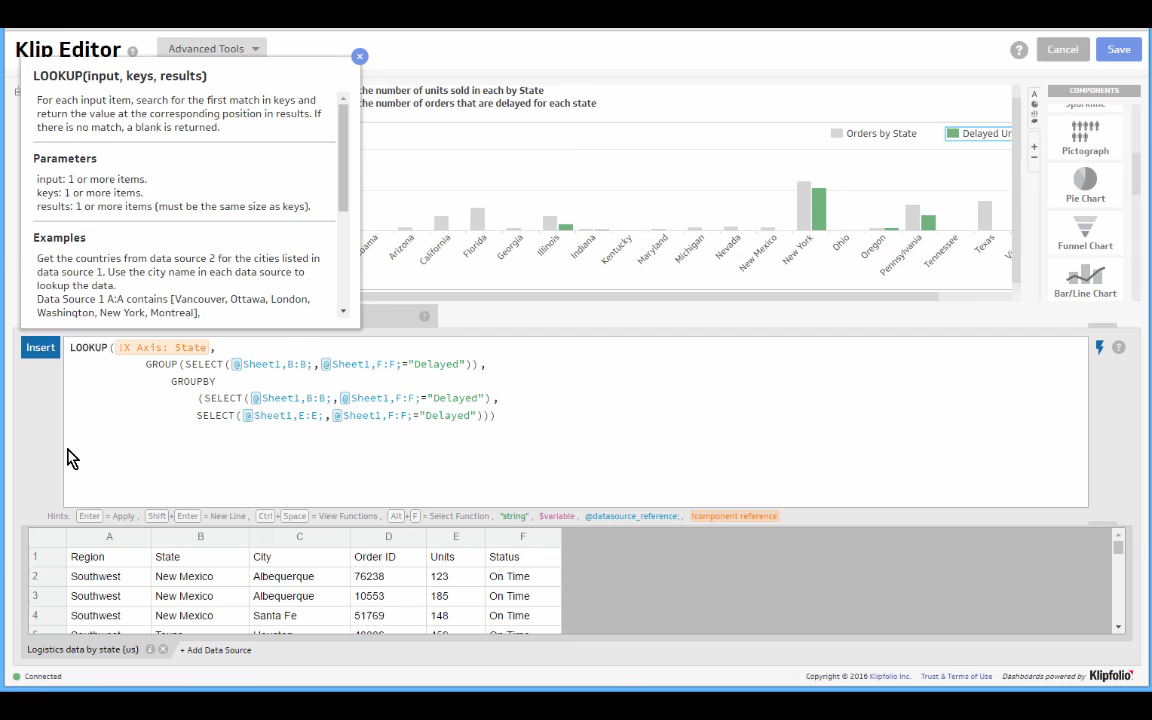 Klip Editor ?
Advanced Tools
? Cancel Save
LOOKUP(input, keys, results)
For each input item, search for the first match in keys and
return the value at the corresponding position in results. If
there is no match, a blank is returned.
Parameters
input: 1 or more items.
keys: 1 or more items.
results: 1 or more items (must be the same size as keys).
Examples
Get the countries from data source 2 for the cities listed in
data source 1. Use the city name in each data source to
lookup the data.
Data Source 1 A:A contains [Vancouver, Ottawa, London,
Washington, New York, Montreal],
the number of units sold in each by State
the number of orders that are delayed for each state
Orders by State Delayed Un
bama Arizona California Florida Georgia Illinois Indiana Kentucky Maryland Michigan Nevada New Mexico New York Ohio Oregon Pennsylvania Tennessee Texas
A
+
−
COMPONENTS
Sparkline
Pictograph
Pie Chart
Funnel Chart
Bar/Line Chart
?
Insert
LOOKUP(!X Axis: State,
GROUP(SELECT(@Sheet1,B:B;,@Sheet1,F:F;="Delayed")),
GROUPBY
(SELECT(@Sheet1,B:B;,@Sheet1,F:F;="Delayed"),
SELECT(@Sheet1,E:E;,@Sheet1,F:F;="Delayed")))
?
Hints: Enter = Apply, Shift+Enter = New Line, Ctrl+Space = View Functions, Alt+F = Select Function, "string", $variable, @datasource_reference;, !component reference
A B C D E F
1 Region State City Order ID Units Status
2 Southwest New Mexico Albequerque 76238 123 On Time
3 Southwest New Mexico Albequerque 10553 185 On Time
4 Southwest New Mexico Santa Fe 51769 148 On Time
Logistics data by state (us) i × + Add Data Source
Connected
Copyright © 2016 Klipfolio Inc. Trust & Terms of Use Dashboards powered by Klipfolio